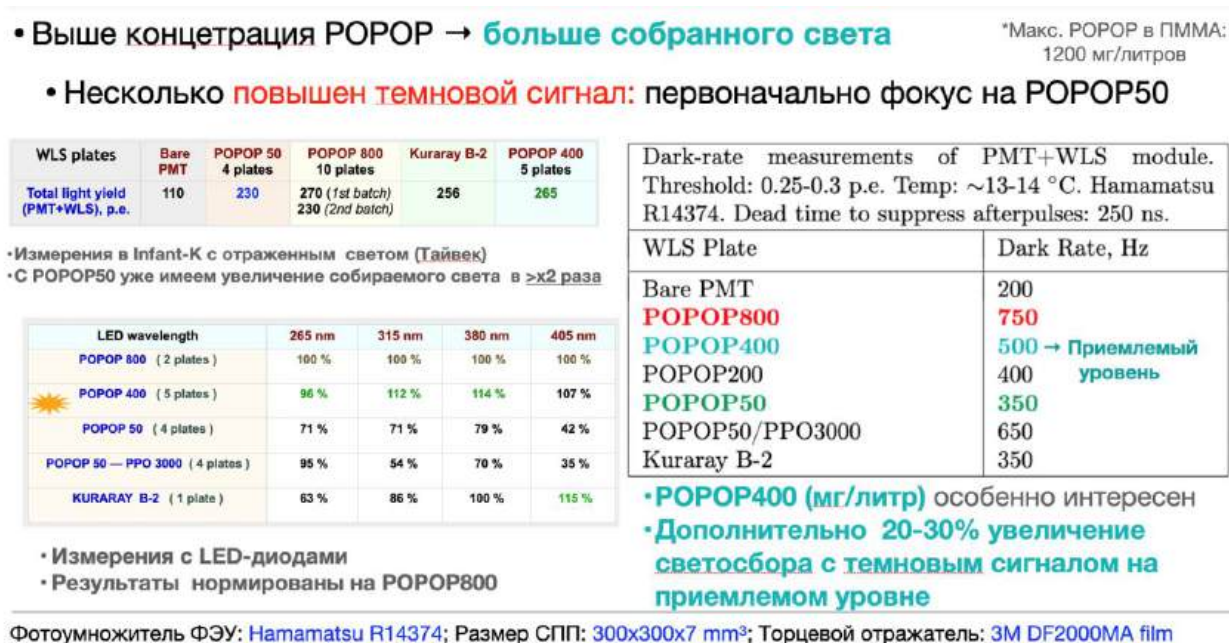 • Выше концетрация POPOP → больше собранного света
*Макс. POPOP в ПММА:
1200 мг/литров
• Несколько повышен темновой сигнал: первоначально фокус на POPOP50
WLS plates Bare PMT POPOP 50 4 plates POPOP 800 10 plates Kuraray B-2 POPOP 400 5 plates
Total light yield (PMT+WLS), p.e. 110 230 270 (1st batch) 230 (2nd batch) 256 265
•Измерения в Infant-K с отраженным светом (Тайвек)
•С POPOP50 уже имеем увеличение собираемого света в >x2 раза
LED wavelength 265 nm 315 nm 380 nm 405 nm
POPOP 800 ( 2 plates ) 100 % 100 % 100 % 100 %
POPOP 400 ( 5 plates ) 96 % 112 % 114 % 107 %
POPOP 50 ( 4 plates ) 71 % 71 % 79 % 42 %
POPOP 50 — PPO 3000 ( 4 plates ) 95 % 54 % 70 % 35 %
KURARAY B-2 ( 1 plate ) 63 % 86 % 100 % 115 %
• Измерения с LED-диодами
• Результаты нормированы на POPOP800
Dark-rate measurements of PMT+WLS module.
Threshold: 0.25-0.3 p.e. Temp: ∼13-14 °C. Hamamatsu
R14374. Dead time to suppress afterpulses: 250 ns.
WLS Plate Dark Rate, Hz
Bare PMT 200
POPOP800 750
POPOP400 500 → Приемлемый
POPOP200 400 уровень
POPOP50 350
POPOP50/PPO3000 650
Kuraray B-2 350
•POPOP400 (мг/литр) особенно интересен
•Дополнительно 20-30% увеличение
светосбора с темновым сигналом на
приемлемом уровне
Фотоумножитель ФЭУ: Hamamatsu R14374; Размер СПП: 300x300x7 mm³; Торцевой отражатель: 3M DF2000MA film